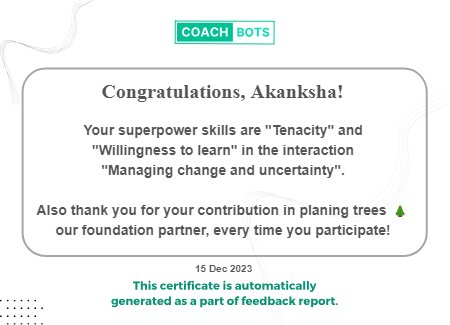 COACH BOTS
Congratulations, Akanksha!
Your superpower skills are "Tenacity" and
"Willingness to learn" in the interaction
"Managing change and uncertainty".
Also thank you for your contribution in planing trees 🌲
our foundation partner, every time you participate!
15 Dec 2023
This certificate is automatically
generated as a part of feedback report.